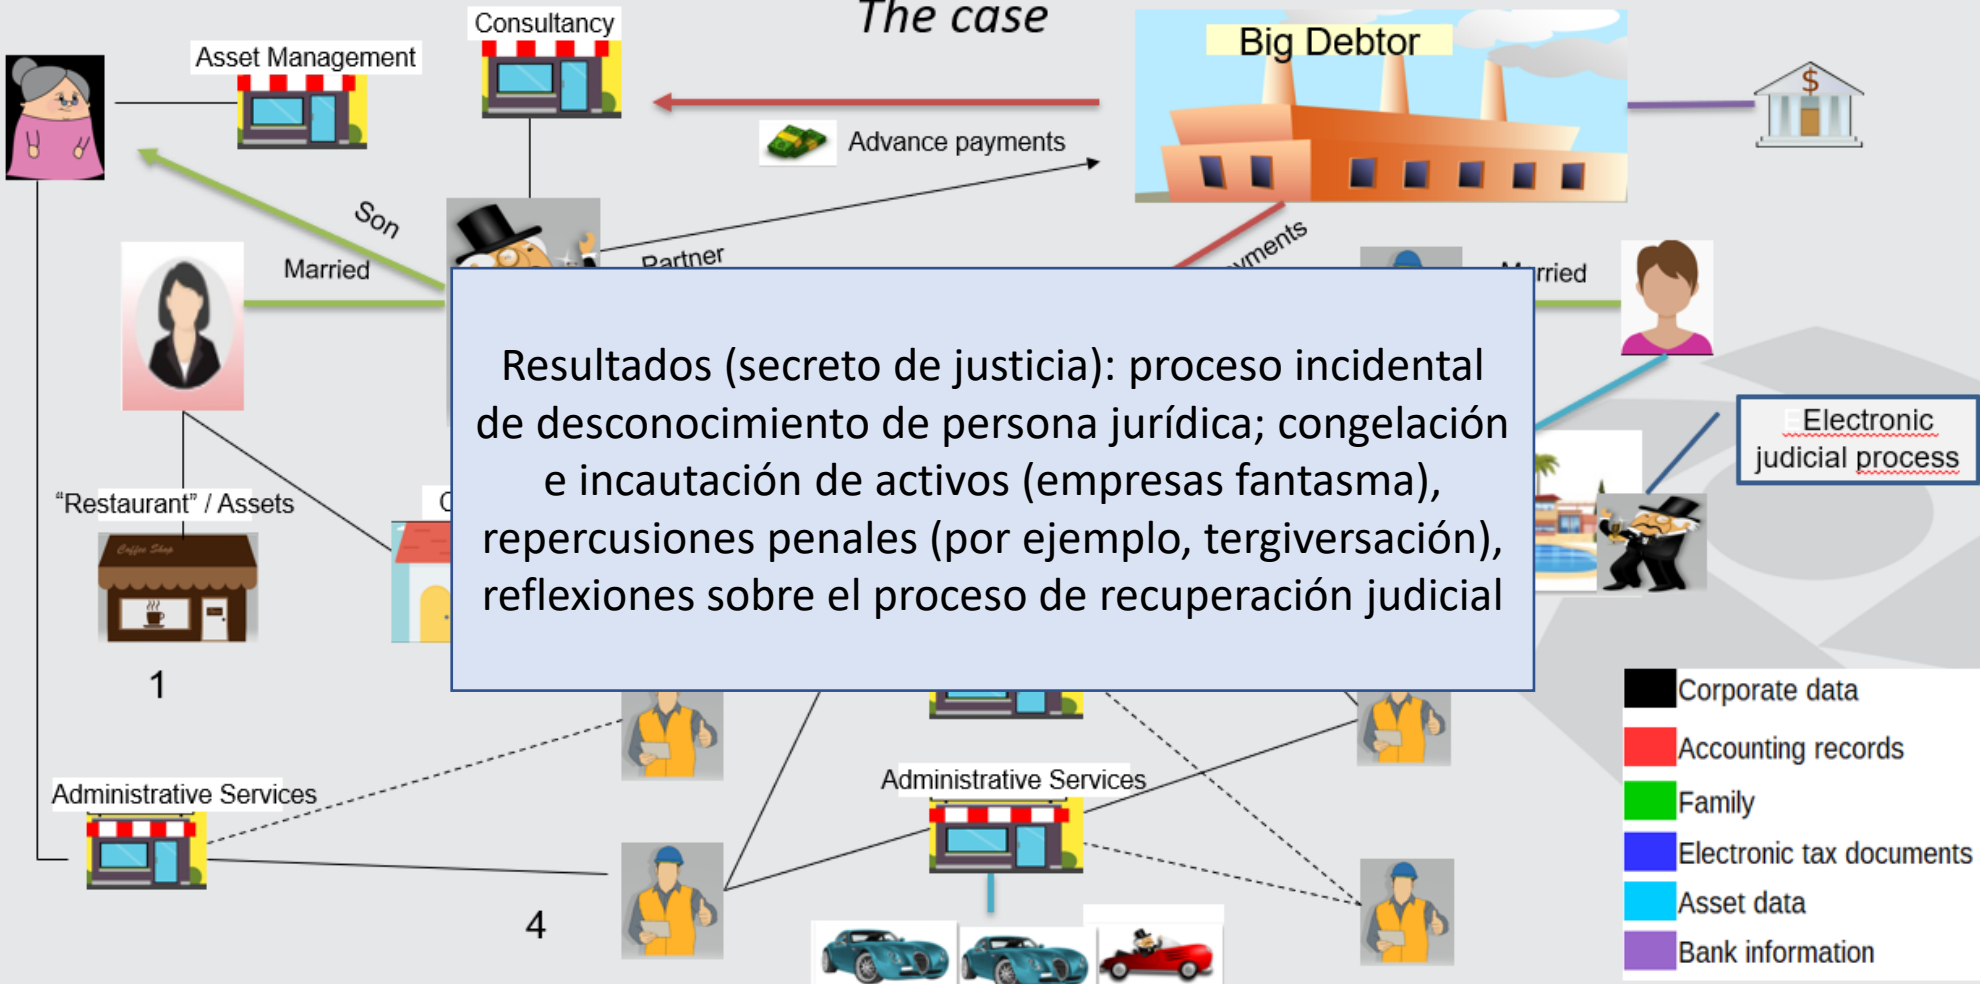 The case
Consultancy
Asset Management
Big Debtor
$
Advance payments
Son
Married
Partner
Resultados (secreto de justicia): proceso incidental
de desconocimiento de persona jurídica; congelación
e incautación de activos (empresas fantasma),
repercusiones penales (por ejemplo, tergiversación),
reflexiones sobre el proceso de recuperación judicial
Electronic
judicial process
"Restaurant" / Assets
Coffee Shop
1
Administrative Services
Administrative Services
4
Corporate data
Accounting records
Family
Electronic tax documents
Asset data
Bank information